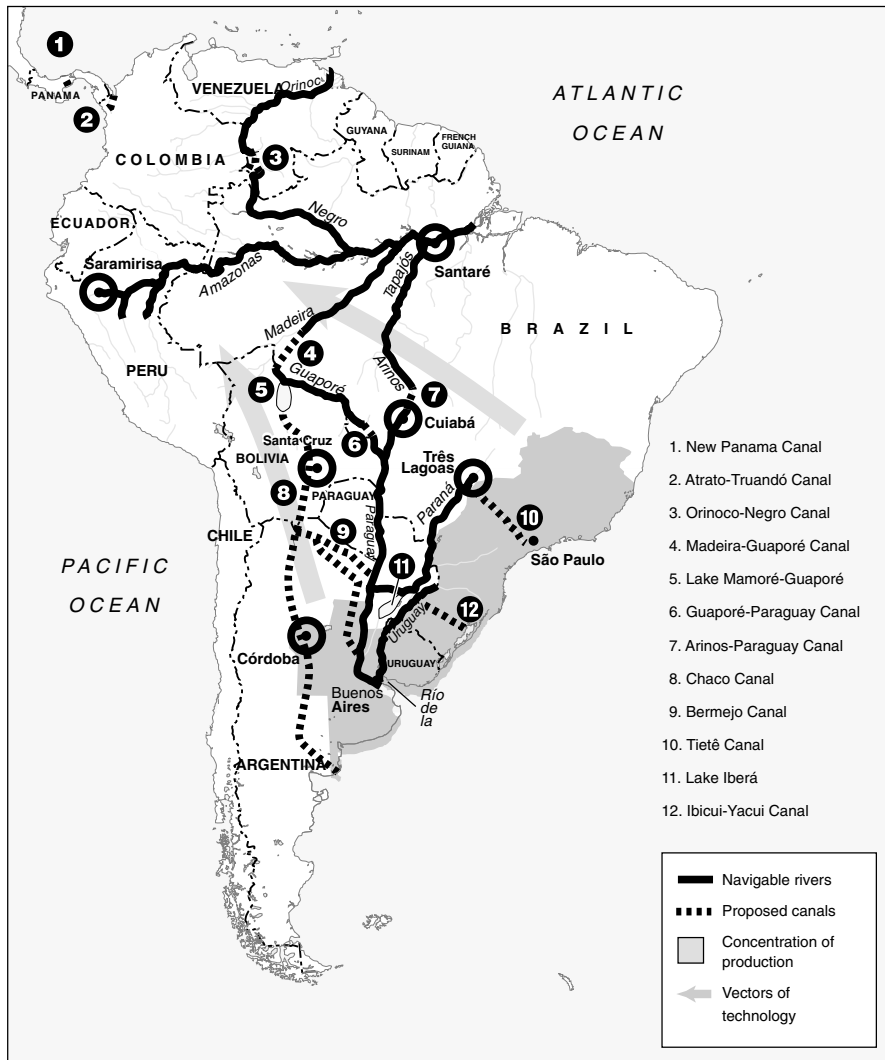 1
PANAMA
2
VENEZUELA
Orinoco
ATLANTIC
OCEAN
GUYANA
SURINAM
FRENCH
GUIANA
COLOMBIA
3
ECUADOR
Negro
Saramirisa
Amazonas
Tapajós
Santaré
Madeira
BRAZIL
PERU
4
Guaporé
Arinos
5
7
Cuiabá
6
Santa Cruz
BOLIVIA
Três
Lagoas
8
PARAGUAY
Paraná
10
CHILE
9
Paraguay
São Paulo
PACIFIC
OCEAN
11
12
Uruguay
Córdoba
URUGUAY
Buenos
Aires
Río
de
la
ARGENTINA
1. New Panama Canal
2. Atrato-Truandó Canal
3. Orinoco-Negro Canal
4. Madeira-Guaporé Canal
5. Lake Mamoré-Guaporé
6. Guaporé-Paraguay Canal
7. Arinos-Paraguay Canal
8. Chaco Canal
9. Bermejo Canal
10. Tietê Canal
11. Lake Iberá
12. Ibicui-Yacui Canal
Navigable rivers
Proposed canals
Concentration of
production
Vectors of
technology